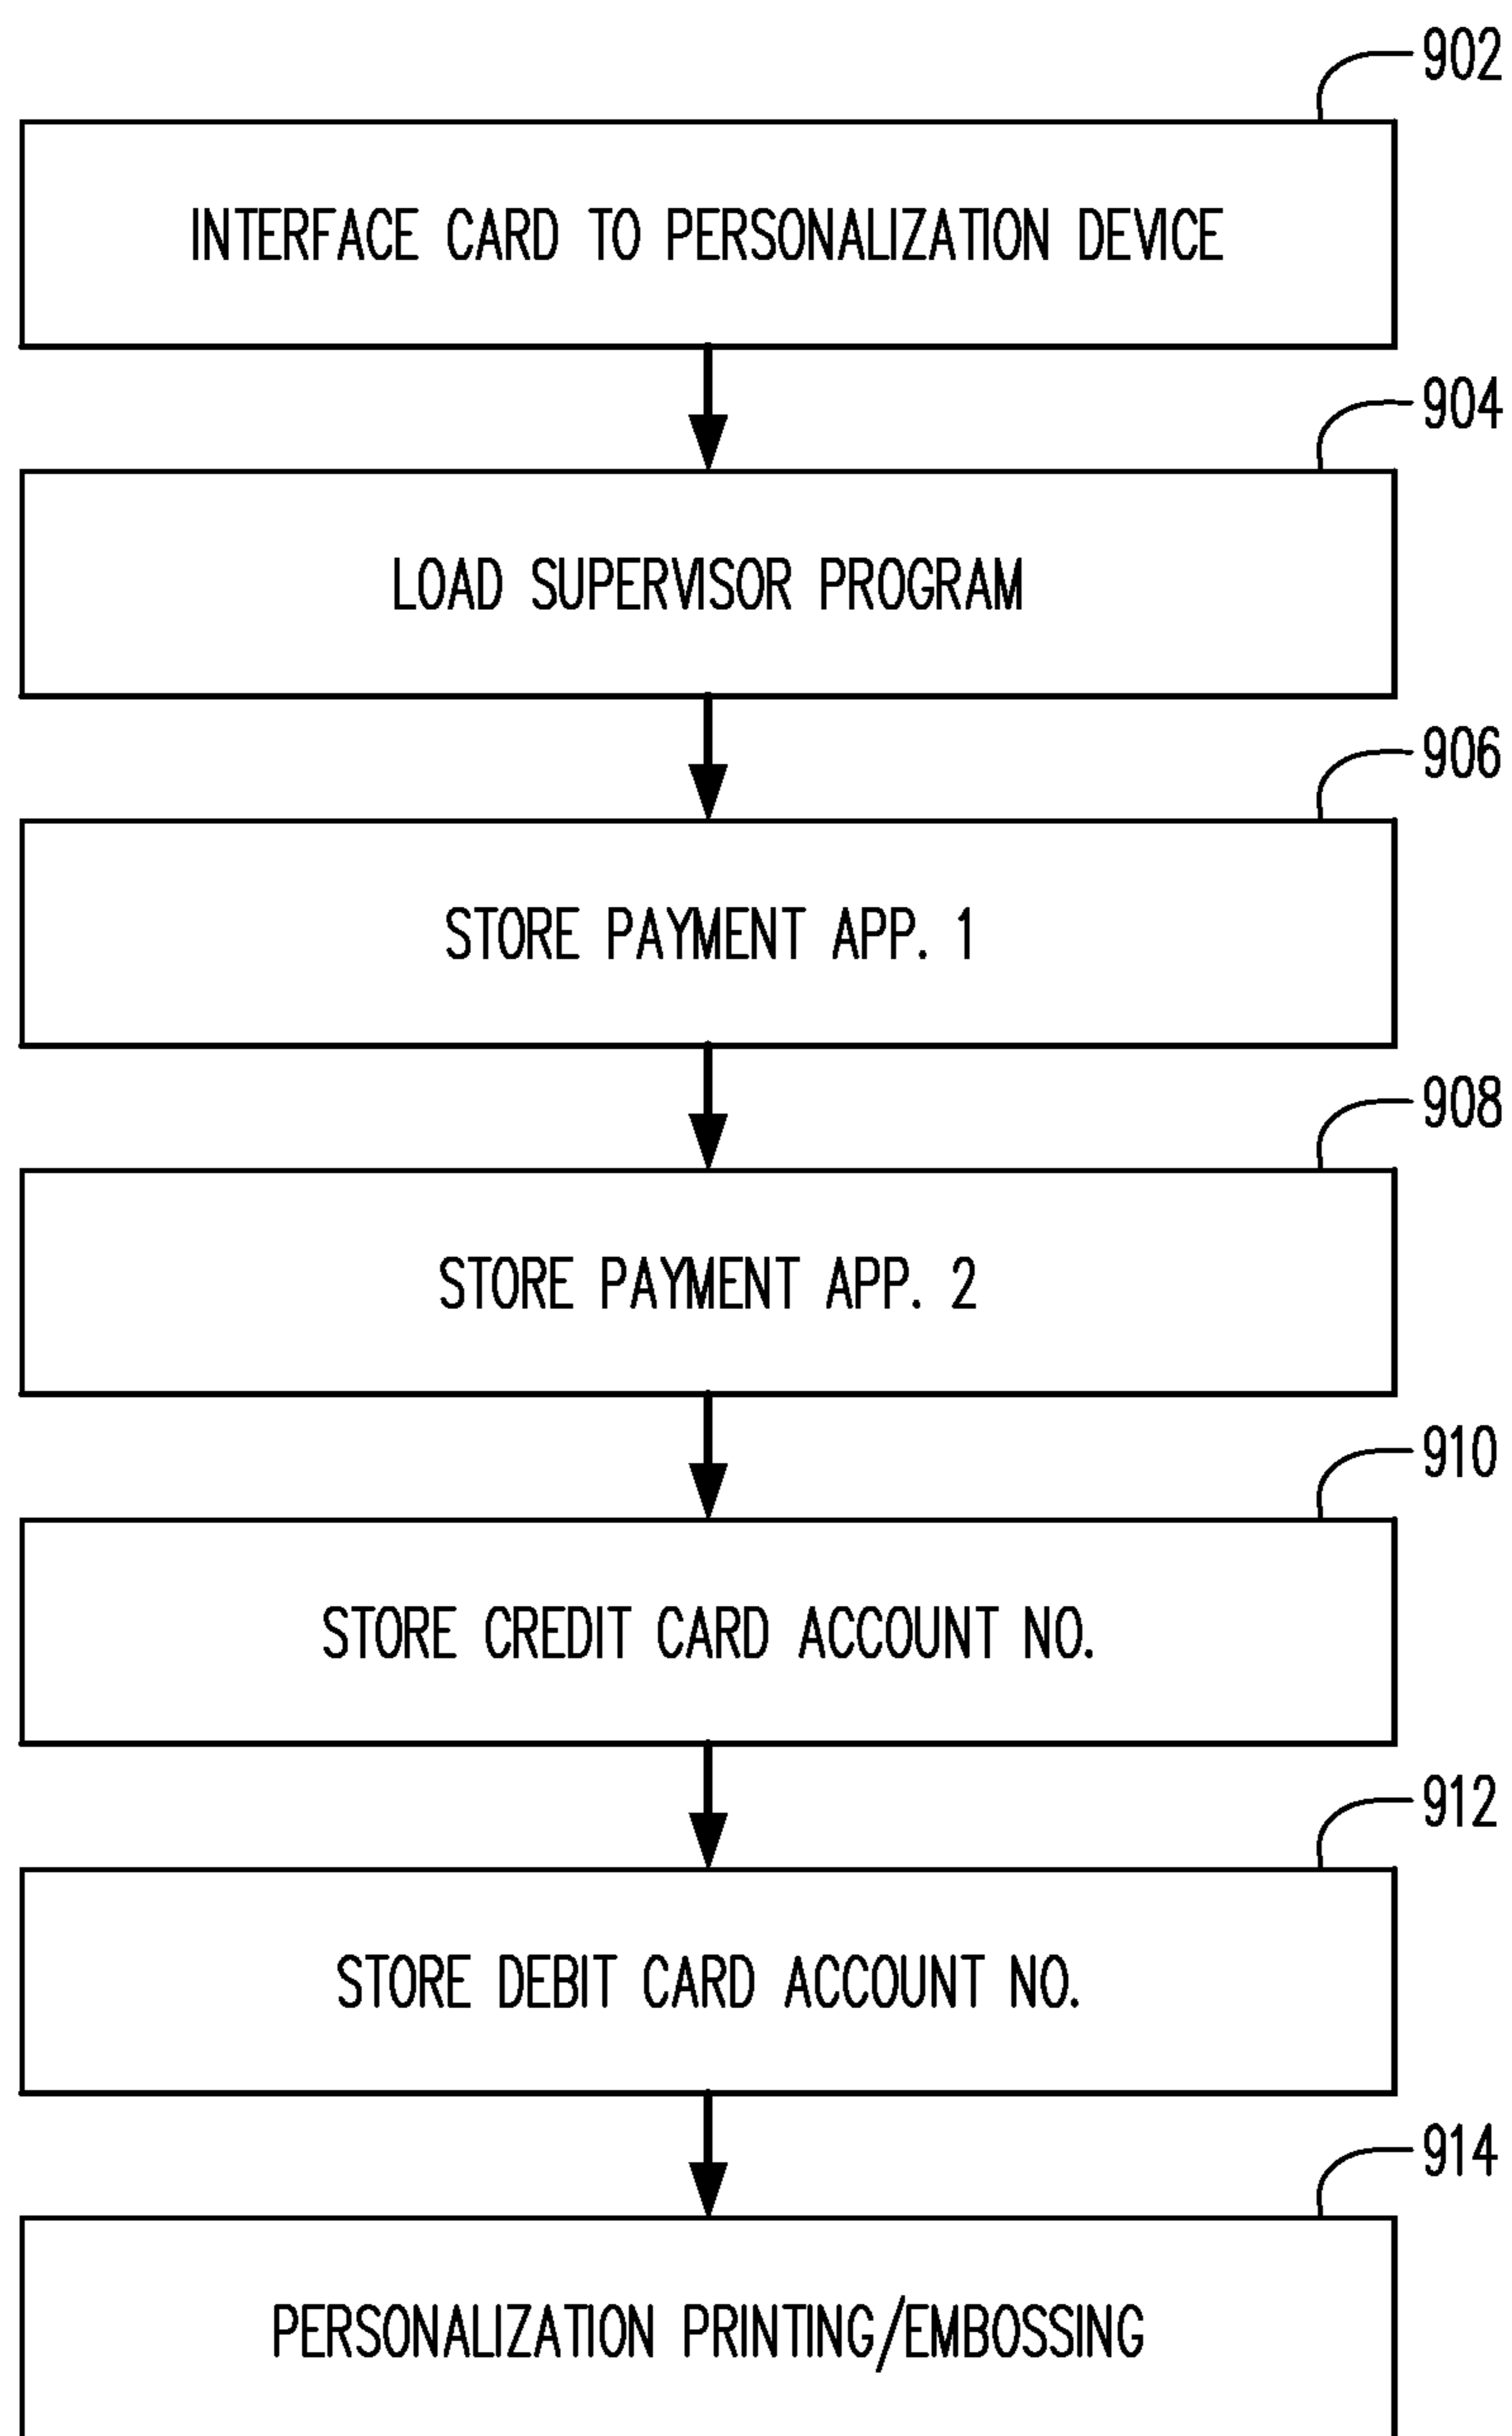 902
INTERFACE CARD TO PERSONALIZATION DEVICE
904
LOAD SUPERVISOR PROGRAM
906
STORE PAYMENT APP. 1
908
STORE PAYMENT APP. 2
910
STORE CREDIT CARD ACCOUNT NO.
912
STORE DEBIT CARD ACCOUNT NO.
914
PERSONALIZATION PRINTING/EMBOSSING